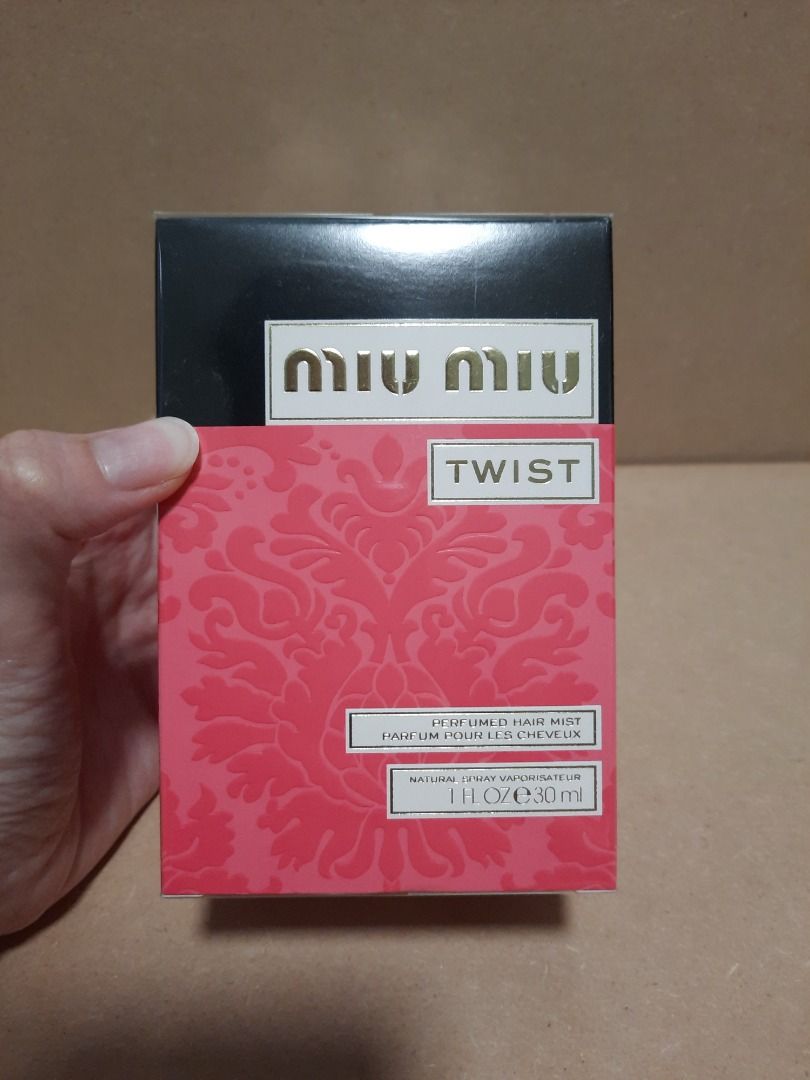 miu miu
TWIST
PERFUMED HAIR MIST
PARFUM POUR LES CHEVEUX
NATURAL SPRAY VAPORISATEUR
1 FL. OZ ℮ 30 ml